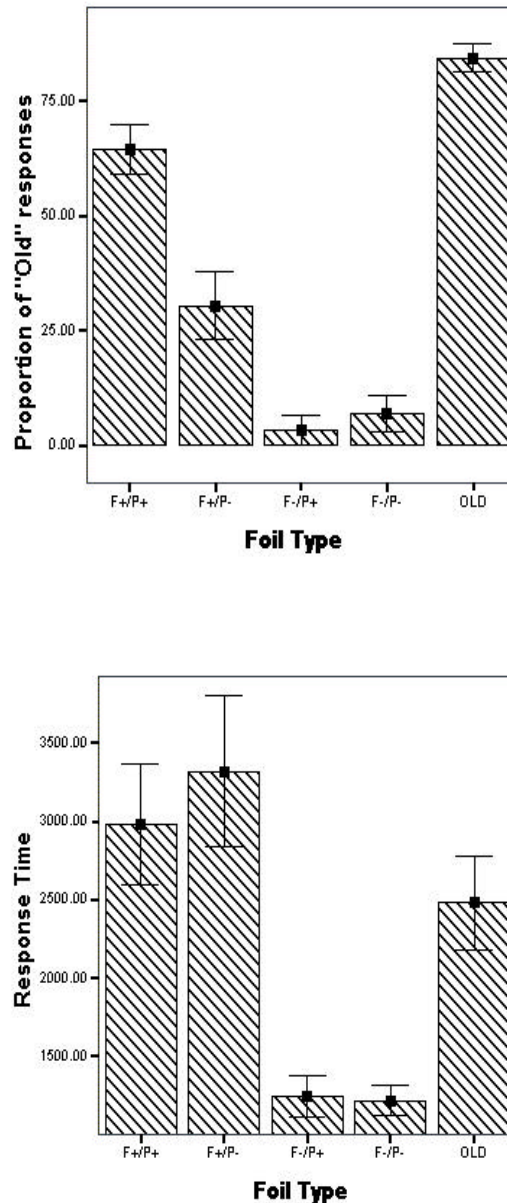 Proportion of "Old" responses
75.00
50.00
25.00
0.00
F+/P+ F+/P- F-/P+ F-/P- OLD
Foil Type
Response Time
3500.00
3000.00
2500.00
2000.00
1500.00
F+/P+ F+/P- F-/P+ F-/P- OLD
Foil Type